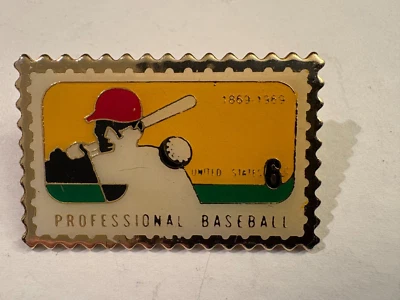 1869-1969
UNITED STATES 6
PROFESSIONAL BASEBALL